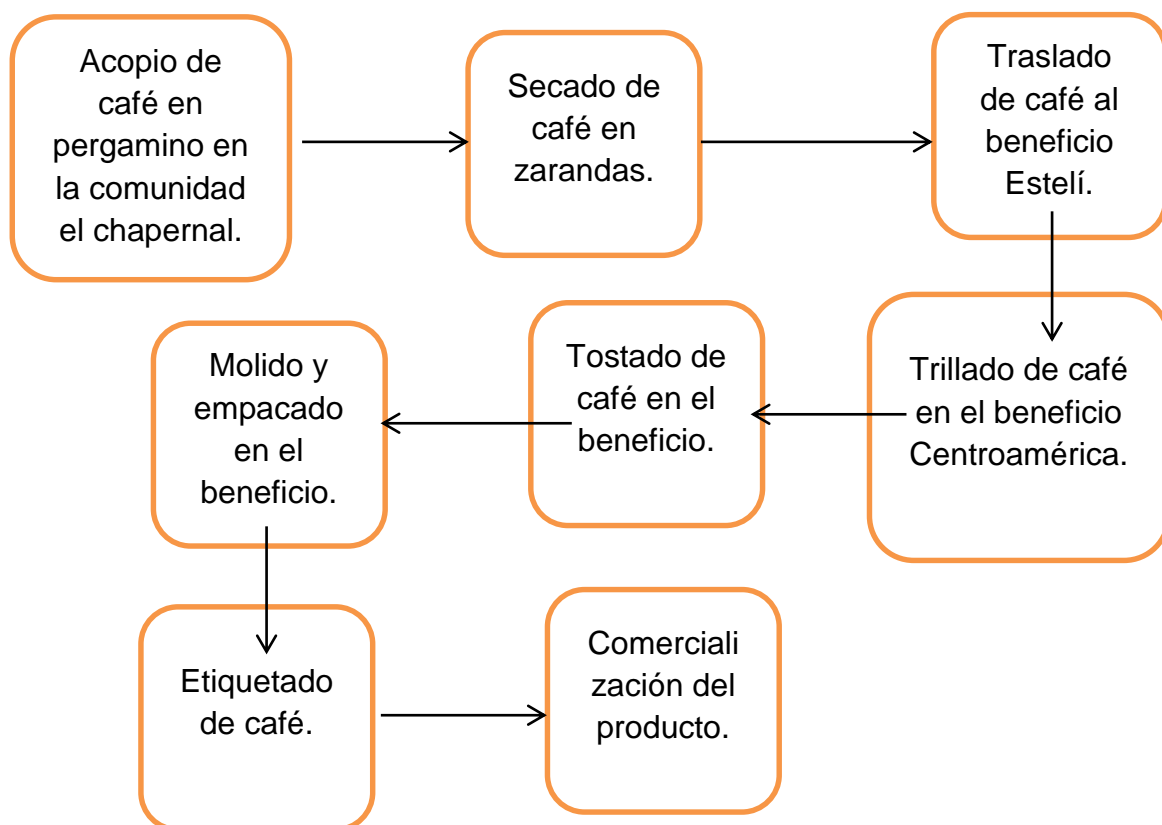 Acopio de
café en
pergamino en
la comunidad
el chapernal.
Secado de
café en
zarandas.
Traslado
de café al
beneficio
Estelí.
Trillado de café
en el beneficio
Centroamérica.
Tostado de
café en el
beneficio.
Molido y
empacado
en el
beneficio.
Etiquetado
de café.
Comerciali
zación del
producto.